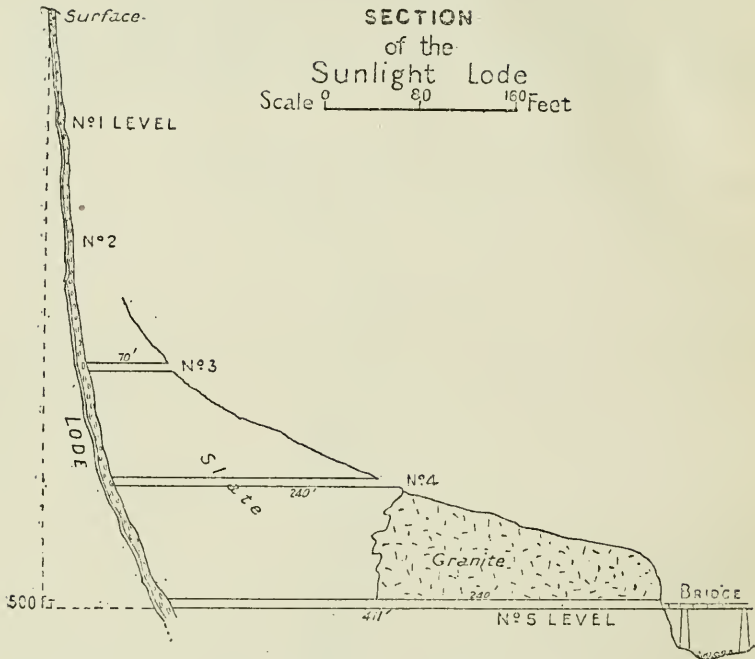 Surface
SECTION
of the
Sunlight Lode
Scale 0 80 160 Feet
Nº1 LEVEL
Nº2
70'
Nº3
LODE
Slate
240'
Nº4
Granite
240
500 ft
411'
Nº5 LEVEL
BRIDGE